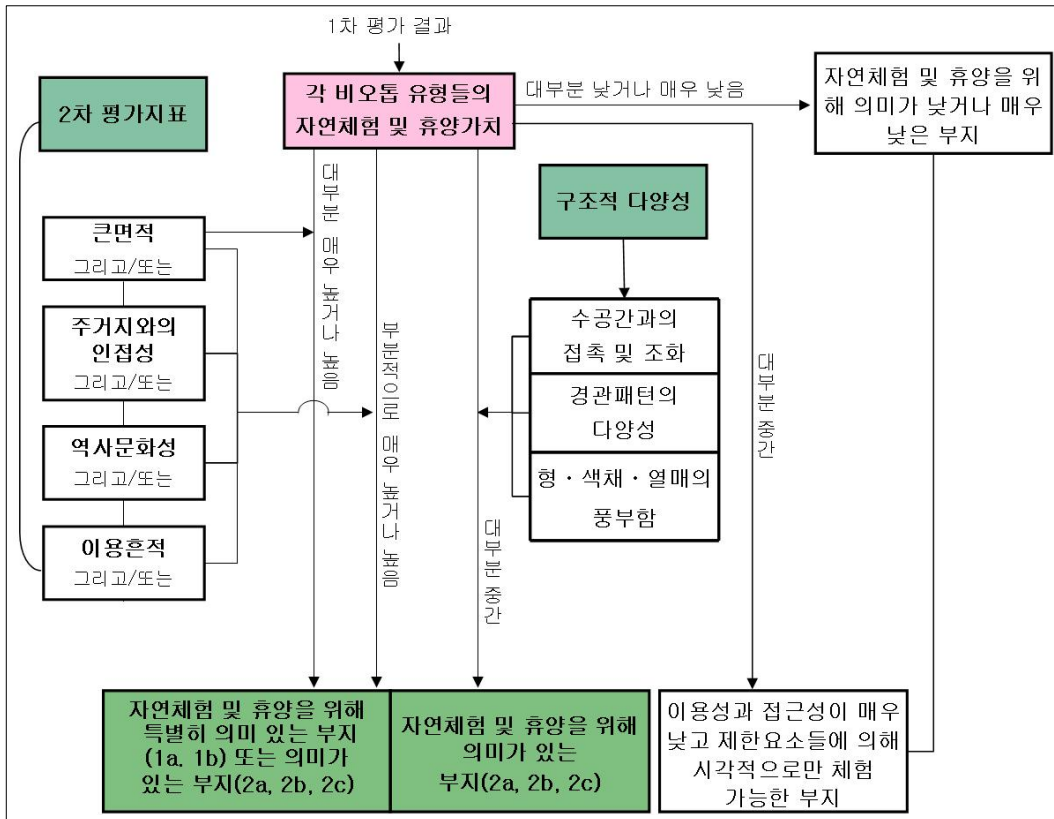 1차 평가 결과
각 비오톱 유형들의
자연체험 및 휴양가치
대부분 낮거나 매우 낮음
자연체험 및 휴양을 위
해 의미가 낮거나 매우
낮은 부지
2차 평가지표
큰면적
그리고/또는
주거지와의
인접성
그리고/또는
역사문화성
그리고/또는
이용흔적
그리고/또는
대부분 매우 높거나 높음
부분적으로 매우 높거나 높음
대부분 중간
구조적 다양성
수공간과의
접촉 및 조화
경관패턴의
다양성
형・색채・열매의
풍부함
대부분 중간
자연체험 및 휴양을 위해
특별히 의미 있는 부지
(1a. 1b) 또는 의미가
있는 부지(2a, 2b, 2c)
자연체험 및 휴양을 위해
의미가 있는
부지(2a, 2b, 2c)
이용성과 접근성이 매우
낮고 제한요소들에 의해
시각적으로만 체험
가능한 부지